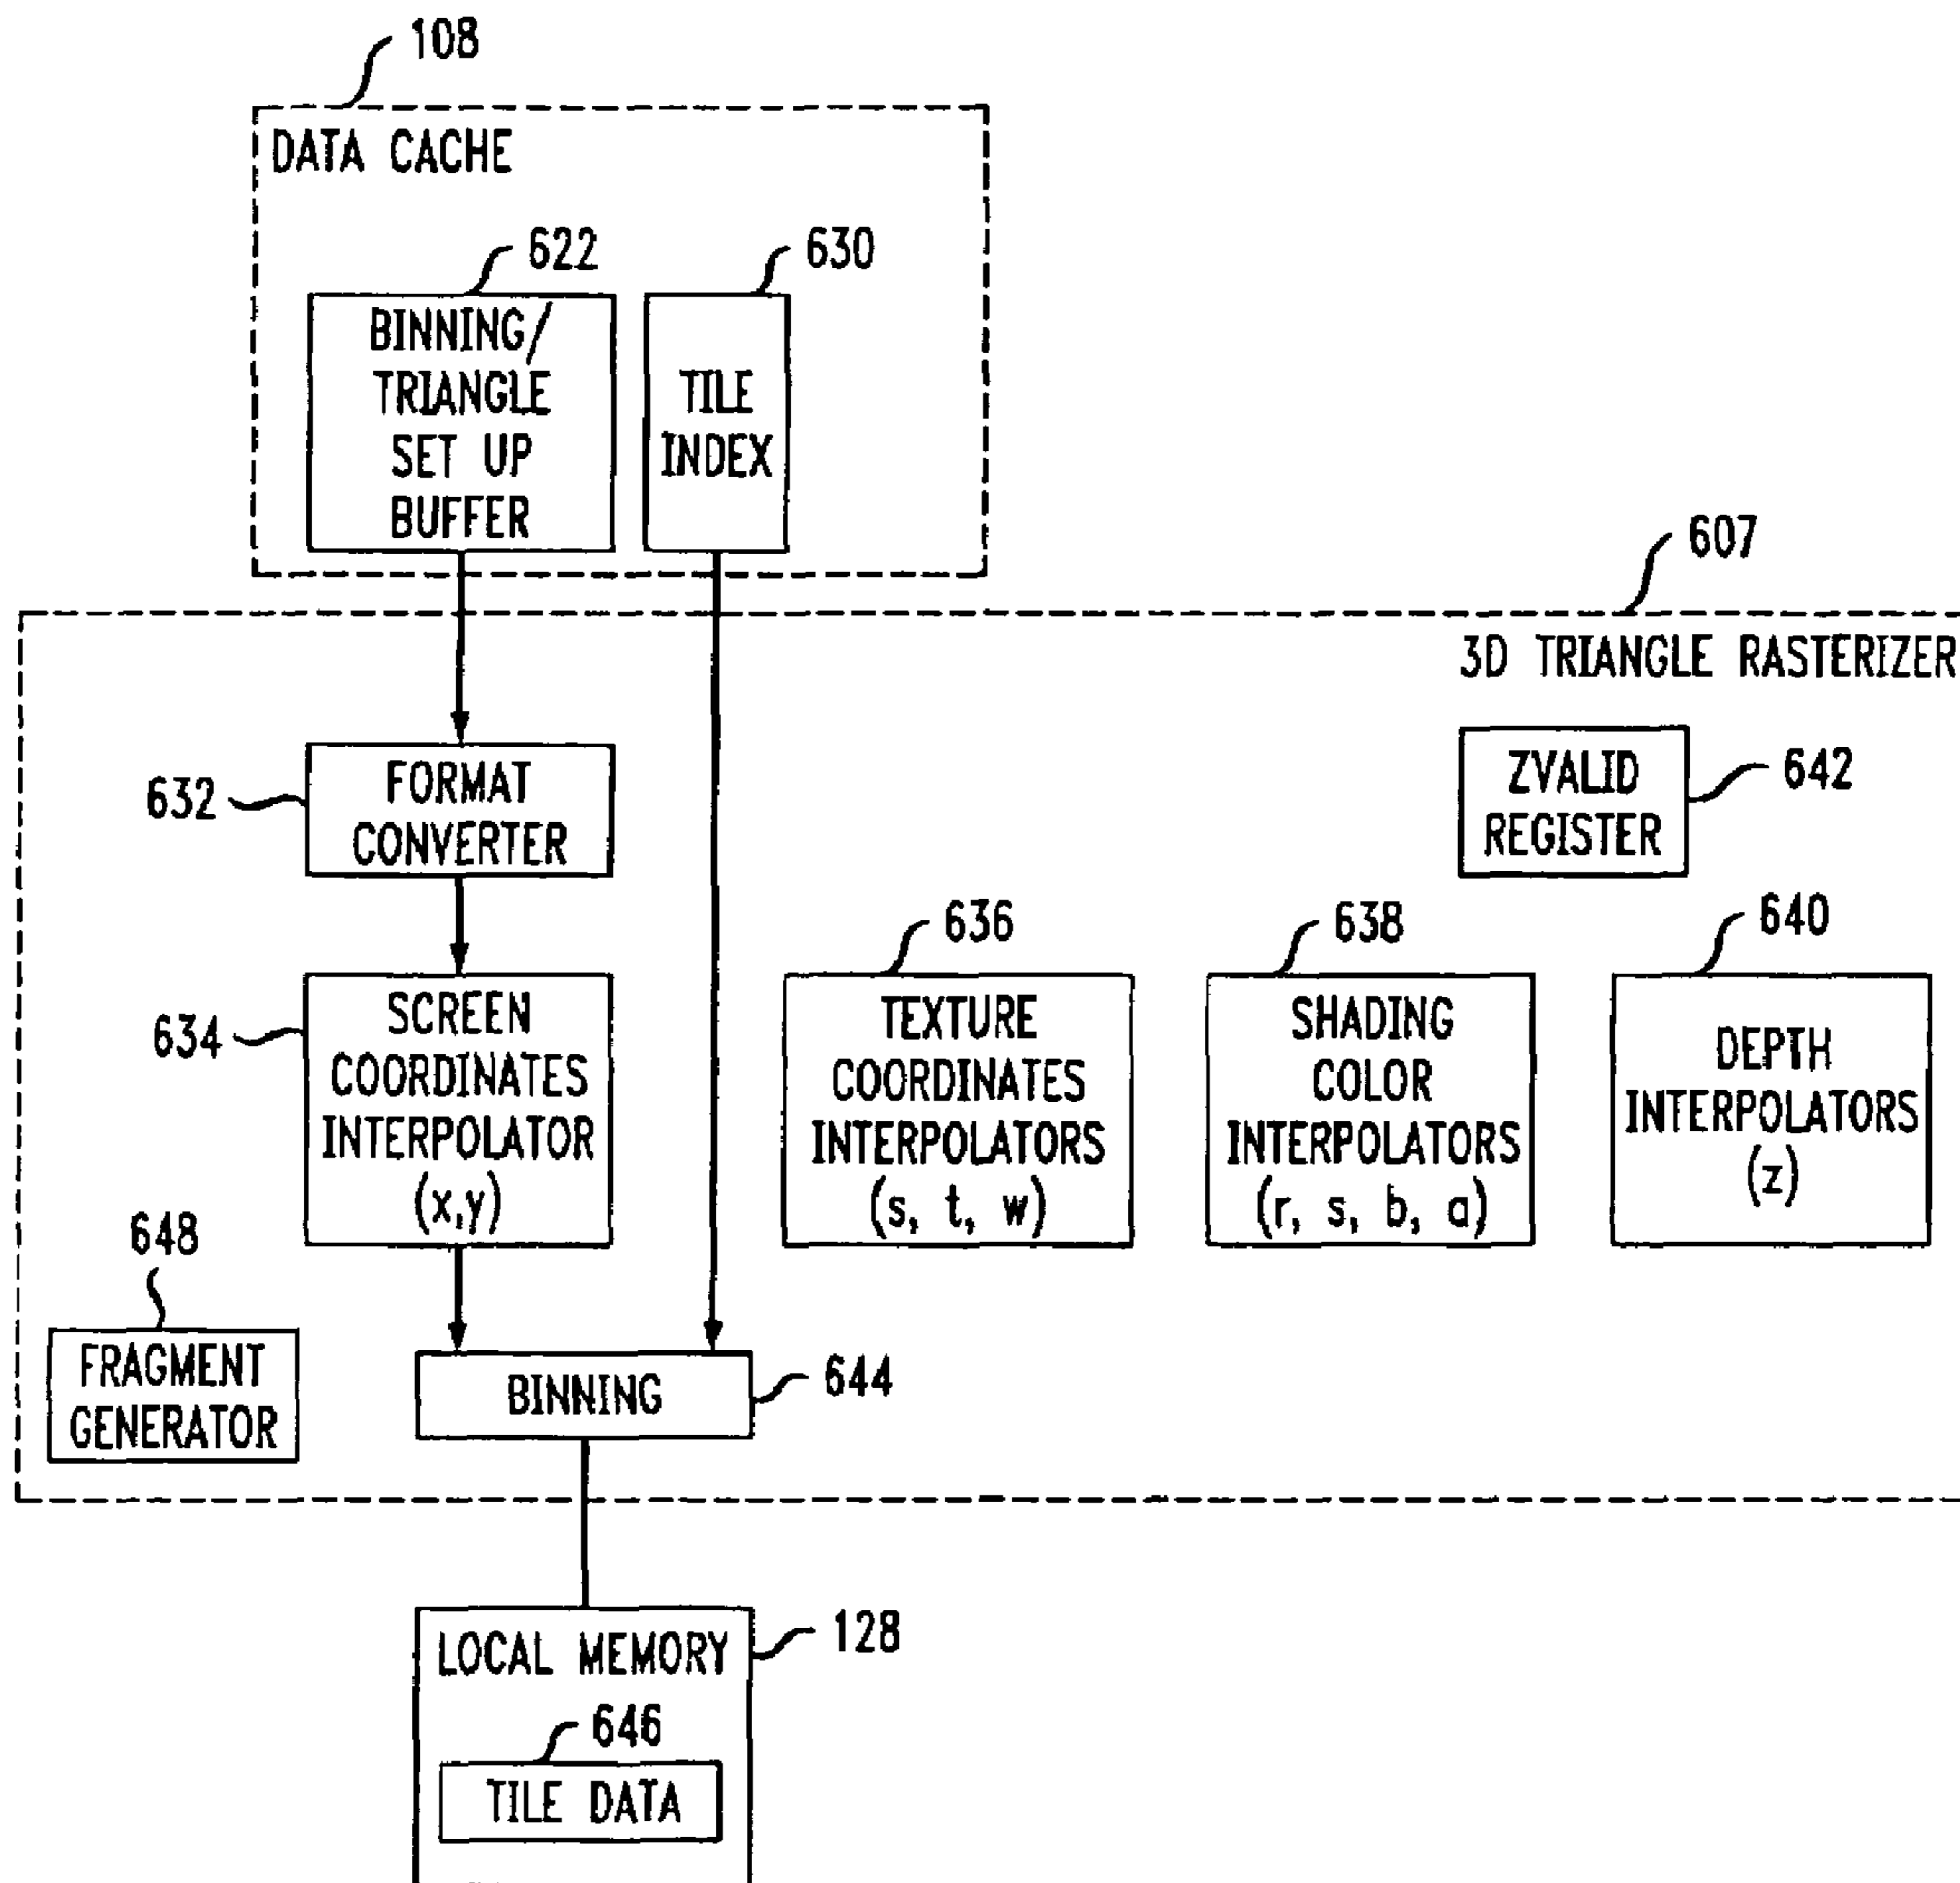 108
DATA CACHE
622
630
BINNING/
TRIANGLE
SET UP
BUFFER
TILE
INDEX
607
3D TRIANGLE RASTERIZER
632
FORMAT
CONVERTER
ZVALID
REGISTER
642
634
SCREEN
COORDINATES
INTERPOLATOR
(x,y)
636
TEXTURE
COORDINATES
INTERPOLATORS
(s, t, w)
638
SHADING
COLOR
INTERPOLATORS
(r, s, b, a)
640
DEPTH
INTERPOLATORS
(z)
648
FRAGMENT
GENERATOR
BINNING
644
LOCAL MEMORY
128
646
TILE DATA